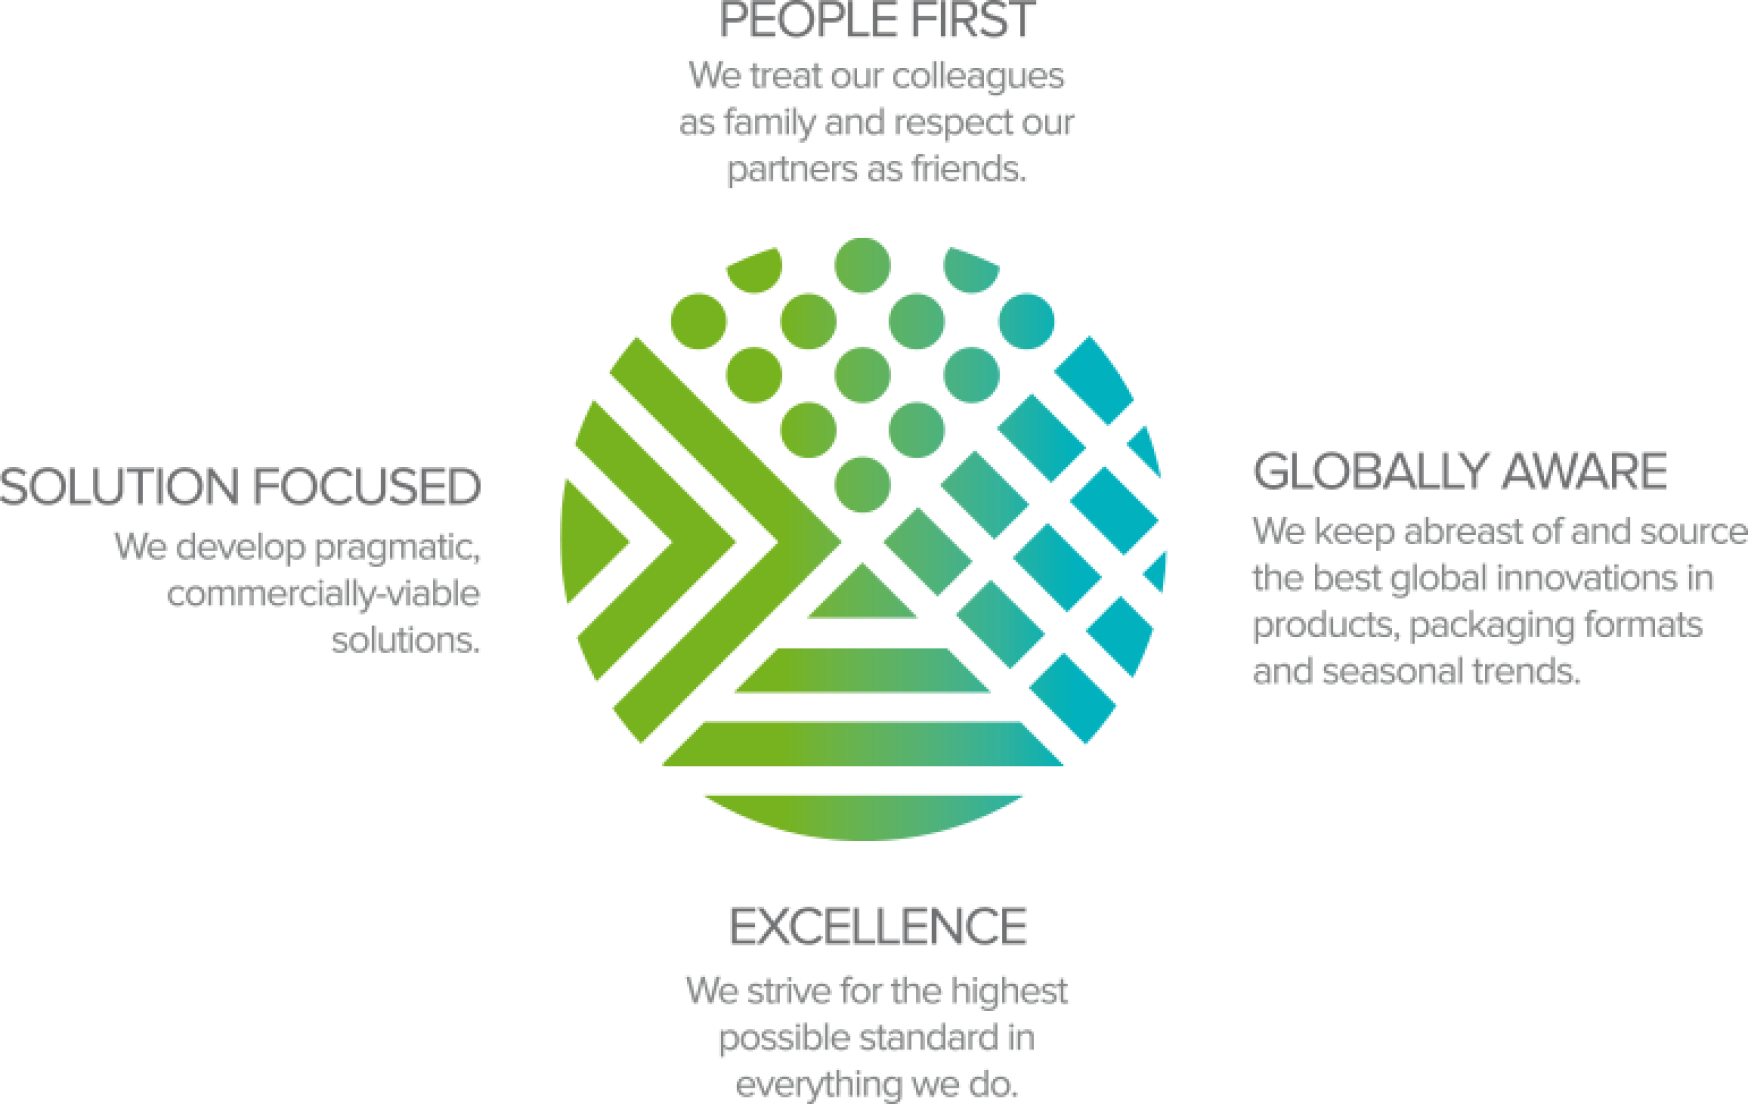 PEOPLE FIRST
We treat our colleagues
as family and respect our
partners as friends.
SOLUTION FOCUSED
We develop pragmatic,
commercially-viable
solutions.
GLOBALLY AWARE
We keep abreast of and source
the best global innovations in
products, packaging formats
and seasonal trends.
EXCELLENCE
We strive for the highest
possible standard in
everything we do.